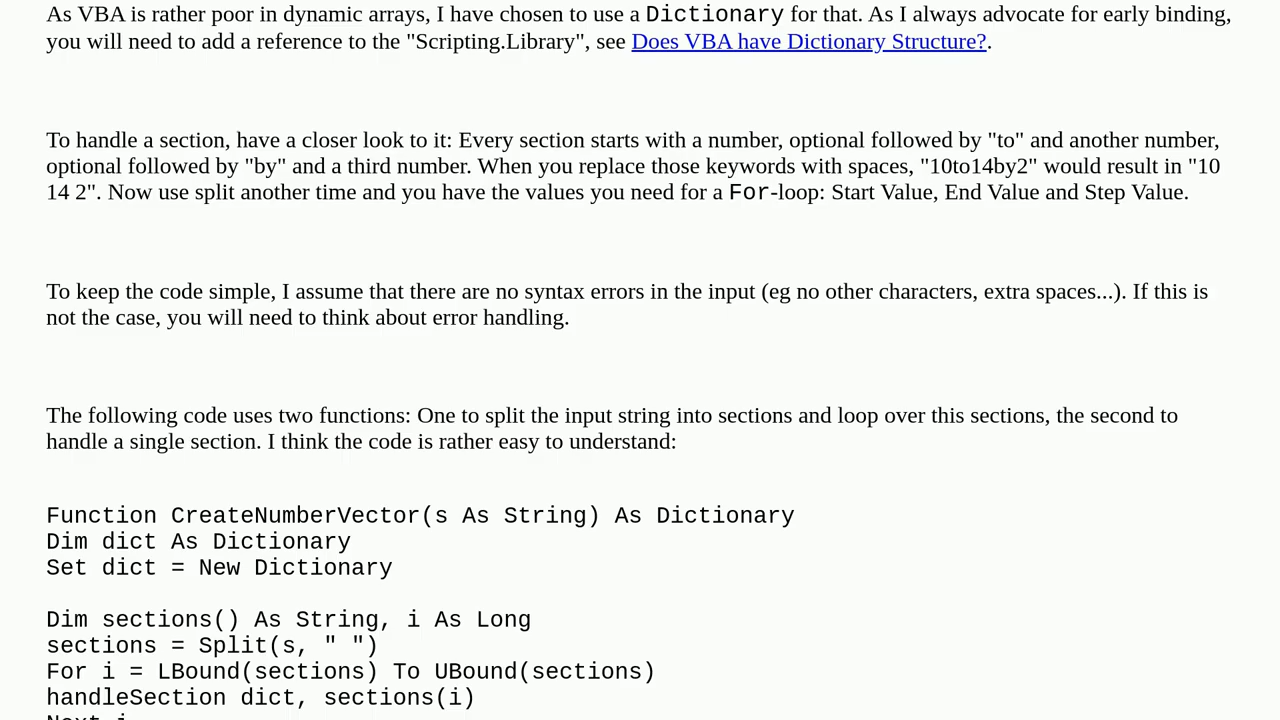 As VBA is rather poor in dynamic arrays, I have chosen to use a Dictionary for that. As I always advocate for early binding,
you will need to add a reference to the "Scripting.Library", see Does VBA have Dictionary Structure?.
To handle a section, have a closer look to it: Every section starts with a number, optional followed by "to" and another number,
optional followed by "by" and a third number. When you replace those keywords with spaces, "10to14by2" would result in "10
14 2". Now use split another time and you have the values you need for a For-loop: Start Value, End Value and Step Value.
To keep the code simple, I assume that there are no syntax errors in the input (eg no other characters, extra spaces...). If this is
not the case, you will need to think about error handling.
The following code uses two functions: One to split the input string into sections and loop over this sections, the second to
handle a single section. I think the code is rather easy to understand:
Function CreateNumberVector(s As String) As Dictionary
Dim dict As Dictionary
Set dict = New Dictionary
Dim sections() As String, i As Long
sections = Split(s, " ")
For i = LBound(sections) To UBound(sections)
handleSection dict, sections(i)
Next i